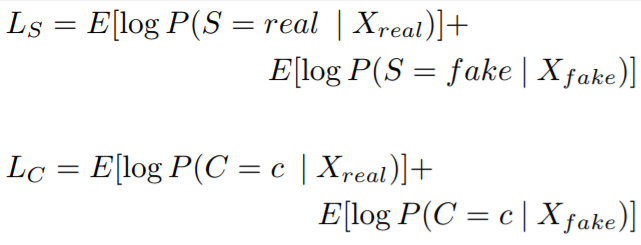 L_S = E[log P(S = real | X_real)]+
E[log P(S = fake | X_fake)]
L_C = E[log P(C = c | X_real)]+
E[log P(C = c | X_fake)]